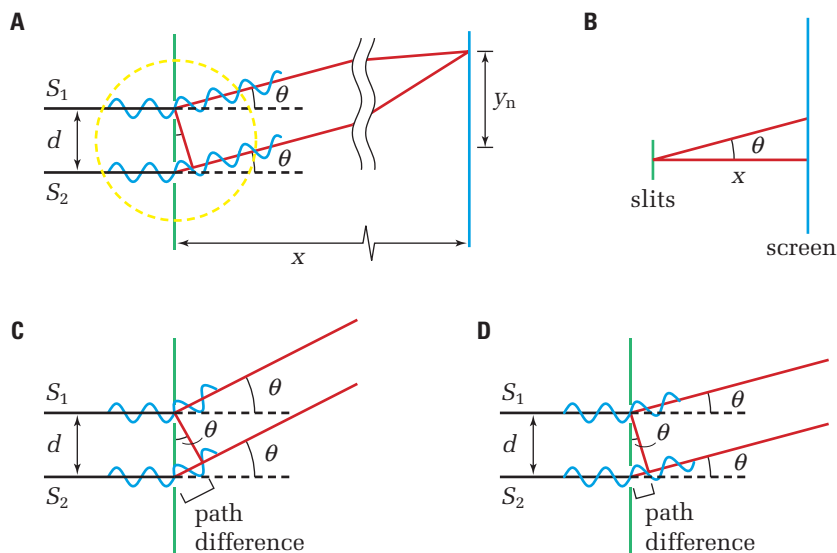 A
S1
θ
d
θ
S2
yn
x
B
θ
x
slits
screen
C
S1
θ
d
θ
θ
S2
path
difference
D
S1
θ
d
θ
θ
S2
path
difference